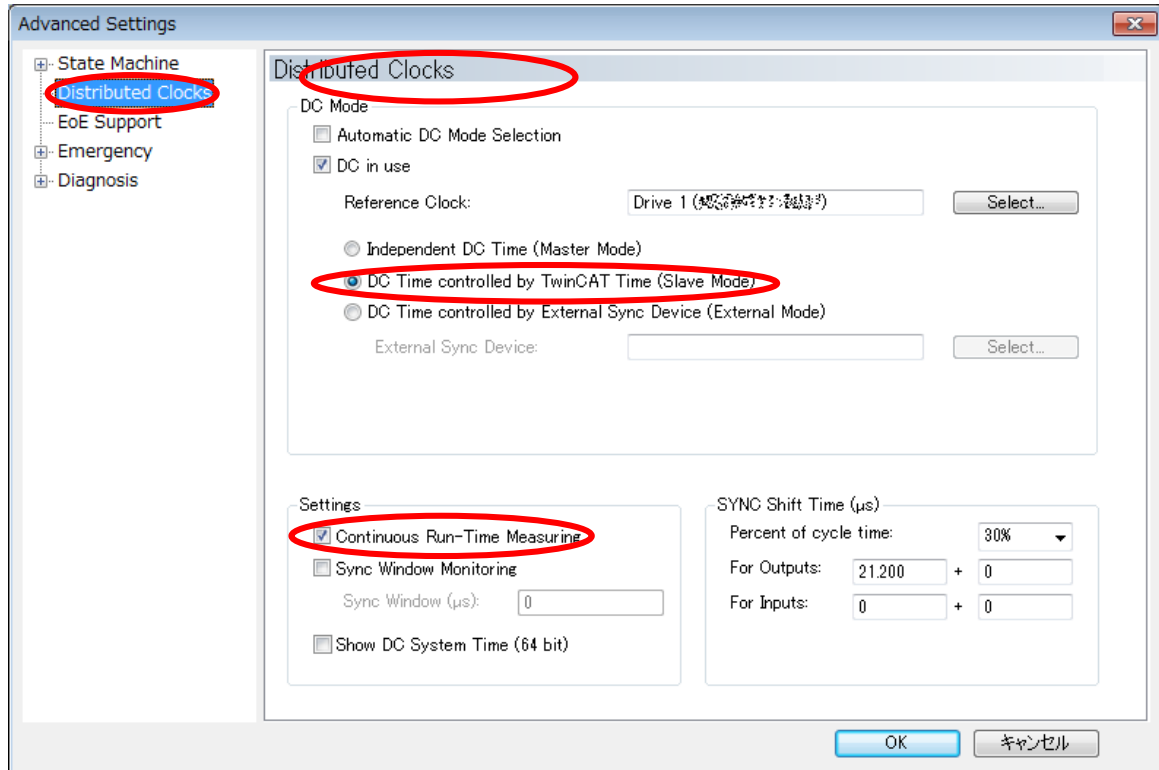 Advanced Settings
State Machine
Distributed Clocks
EoE Support
Emergency
Diagnosis
Distributed Clocks
DC Mode
Automatic DC Mode Selection
DC in use
Reference Clock:
Drive 1 (
Select...
Independent DC Time (Master Mode)
DC Time controlled by TwinCAT Time (Slave Mode)
DC Time controlled by External Sync Device (External Mode)
External Sync Device:
Select...
Settings
Continuous Run-Time Measuring
Sync Window Monitoring
Sync Window (µs): 0
Show DC System Time (64 bit)
SYNC Shift Time (µs)
Percent of cycle time: 30%
For Outputs: 21.200 + 0
For Inputs: 0 + 0
OK キャンセル